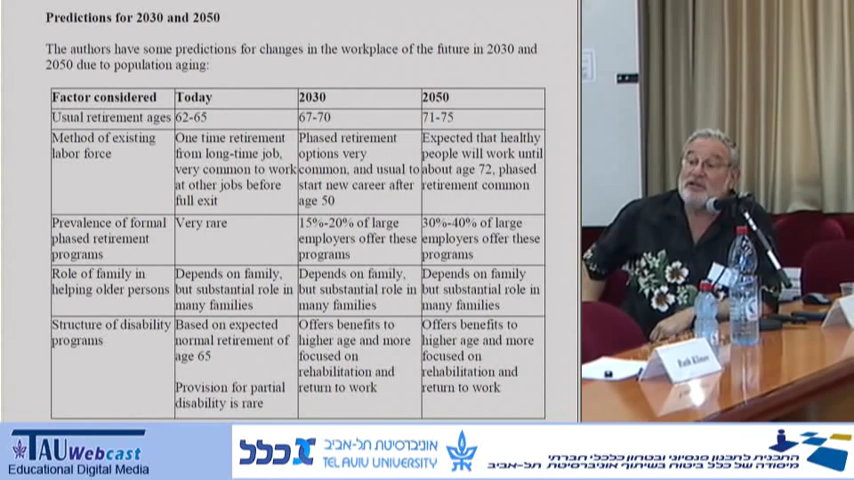 Predictions for 2030 and 2050
The authors have some predictions for changes in the workplace of the future in 2030 and
2050 due to population aging:
Factor considered Today 2030 2050
Usual retirement ages 62-65 67-70 71-75
Method of existing labor force
One time retirement from long-time job, very common to work at other jobs before full exit
Phased retirement options very common, and usual to start new career after age 50
Expected that healthy people will work until about age 72, phased retirement common
Prevalence of formal phased retirement programs
Very rare
15%-20% of large employers offer these programs
30%-40% of large employers offer these programs
Role of family in helping older persons
Depends on family, but substantial role in many families
Depends on family, but substantial role in many families
Depends on family but substantial role in many families
Structure of disability programs
Based on expected normal retirement of age 65
Provision for partial disability is rare
Offers benefits to higher age and more focused on rehabilitation and return to work
Offers benefits to higher age and more focused on rehabilitation and return to work
TAU Webcast
Educational Digital Media
כלל
אוניברסיטת תל-אביב
TEL AVIV UNIVERSITY
התכנית לתכנון פנסיוני ובטחון כלכלי חברתי
מיסודה של כלל ביטוח בשיתוף אוניברסיטת תל-אביב